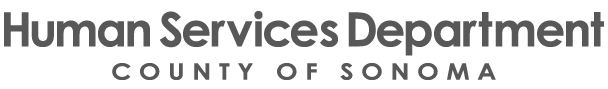 Human Services Department
COUNTY OF SONOMA